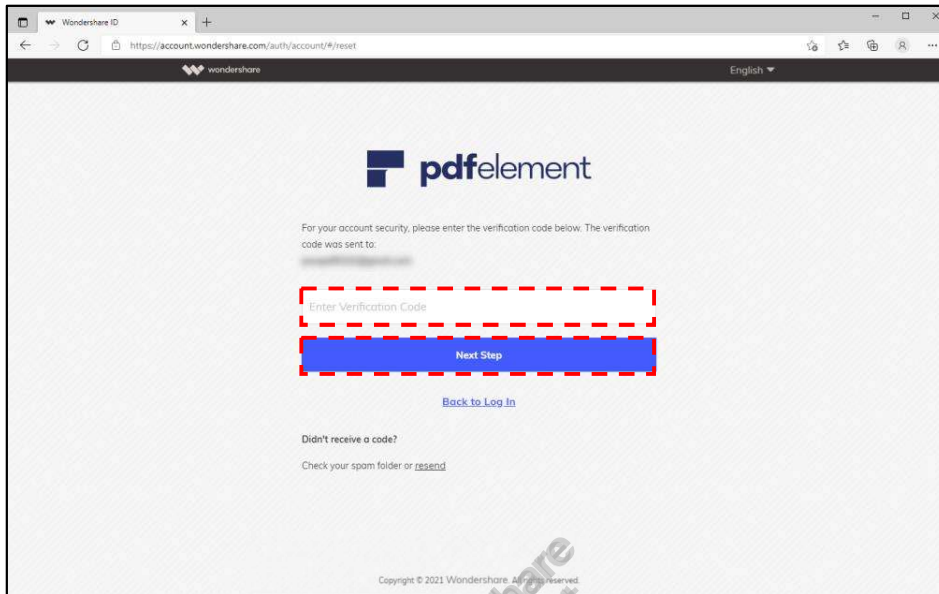 Wondershare ID
https://account.wondershare.com/auth/account/#/reset
wondershare
English
pdfelement
For your account security, please enter the verification code below. The verification
code was sent to:
Enter Verification Code
Next Step
Back to Log In
Didn't receive a code?
Check your spam folder or resend
Copyright © 2021 Wondershare. All rights reserved.